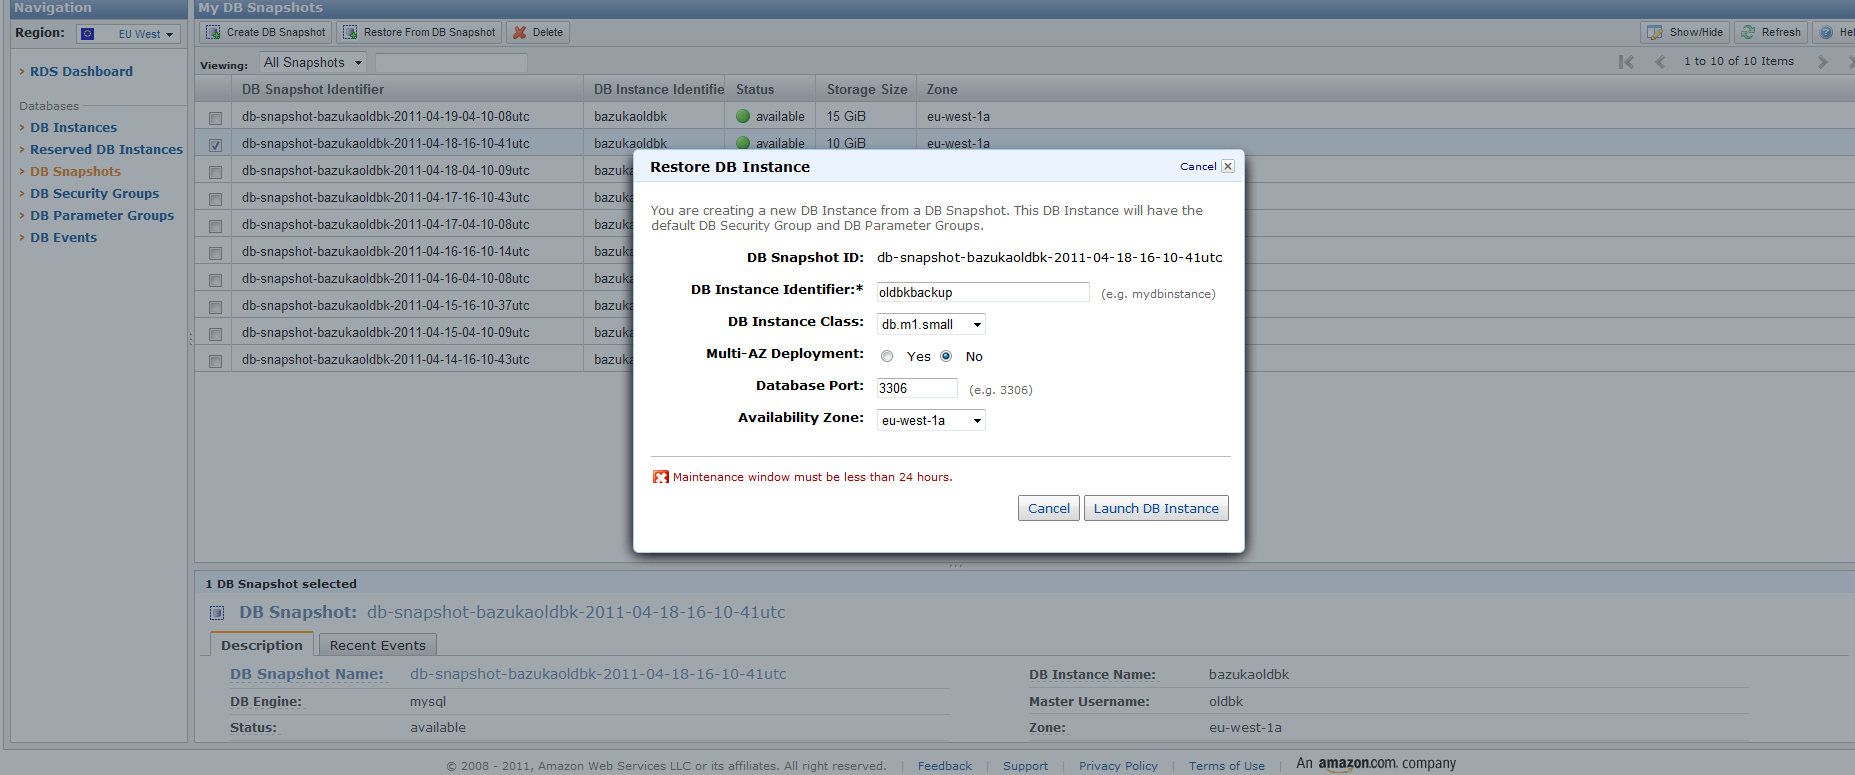 Navigation
Region: EU West
RDS Dashboard
Databases
DB Instances
Reserved DB Instances
DB Snapshots
DB Security Groups
DB Parameter Groups
DB Events
My DB Snapshots
Create DB Snapshot Restore From DB Snapshot Delete Show/Hide Refresh Hel
Viewing: All Snapshots 1 to 10 of 10 Items
DB Snapshot Identifier DB Instance Identifie Status Storage Size Zone
db-snapshot-bazukaoldbk-2011-04-19-04-10-08utc bazukaoldbk available 15 GiB eu-west-1a
db-snapshot-bazukaoldbk-2011-04-18-16-10-41utc bazukaoldbk available 10 GiB eu-west-1a
db-snapshot-bazukaoldbk-2011-04-18-04-10-09utc bazuka
db-snapshot-bazukaoldbk-2011-04-17-16-10-43utc bazuka
db-snapshot-bazukaoldbk-2011-04-17-04-10-08utc bazuka
db-snapshot-bazukaoldbk-2011-04-16-16-10-14utc bazuka
db-snapshot-bazukaoldbk-2011-04-16-04-10-08utc bazuka
db-snapshot-bazukaoldbk-2011-04-15-16-10-37utc bazuka
db-snapshot-bazukaoldbk-2011-04-15-04-10-09utc bazuka
db-snapshot-bazukaoldbk-2011-04-14-16-10-43utc bazuka
Restore DB Instance Cancel
You are creating a new DB Instance from a DB Snapshot. This DB Instance will have the
default DB Security Group and DB Parameter Groups.
DB Snapshot ID: db-snapshot-bazukaoldbk-2011-04-18-16-10-41utc
DB Instance Identifier:* oldbkbackup (e.g. mydbinstance)
DB Instance Class: db.m1.small
Multi-AZ Deployment: Yes No
Database Port: 3306 (e.g. 3306)
Availability Zone: eu-west-1a
Maintenance window must be less than 24 hours.
Cancel Launch DB Instance
1 DB Snapshot selected
DB Snapshot: db-snapshot-bazukaoldbk-2011-04-18-16-10-41utc
Description Recent Events
DB Snapshot Name: db-snapshot-bazukaoldbk-2011-04-18-16-10-41utc DB Instance Name: bazukaoldbk
DB Engine: mysql Master Username: oldbk
Status: available Zone: eu-west-1a
© 2008 - 2011, Amazon Web Services LLC or its affiliates. All right reserved. | Feedback | Support | Privacy Policy | Terms of Use | An amazon.com. company